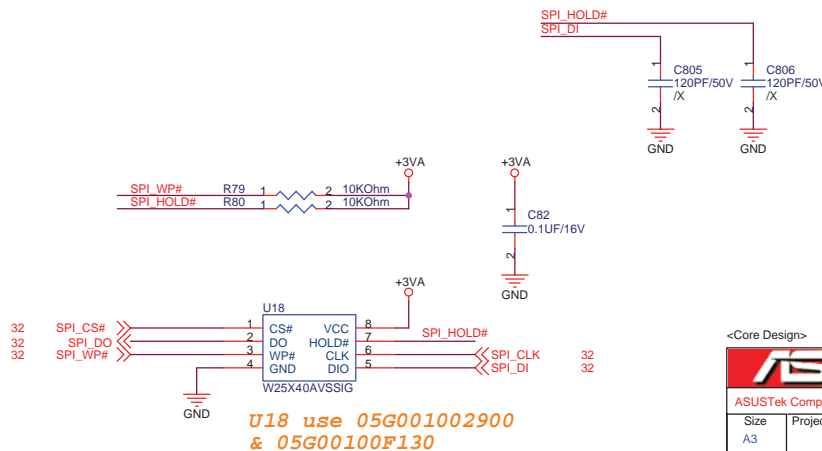 SPI_HOLD#
SPI_DI
1 1
C805 C806
120PF/50V 120PF/50V
/X /X
2 2
GND GND
+3VA +3VA
SPI_WP# R79 1 2 10KOhm
SPI_HOLD# R80 1 2 10KOhm
1
C82
0.1UF/16V
2
GND
+3VA
U18
32 SPI_CS# 1 CS# VCC 8
32 SPI_DO 2 DO HOLD# 7 SPI_HOLD#
32 SPI_WP# 3 WP# CLK 6 SPI_CLK 32
4 GND DIO 5 SPI_DI 32
W25X40AVSSIG
GND
U18 use 05G001002900
& 05G00100F130
<Core Design>
ASUSTek Comp
Size Projec
A3